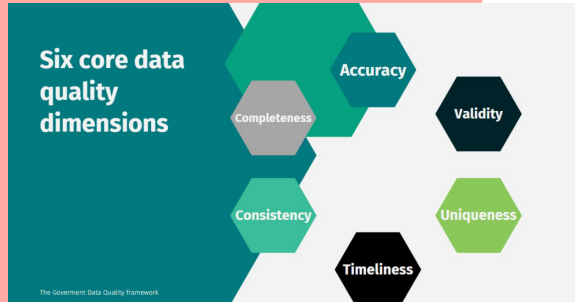 Six core data
quality
dimensions
Accuracy
Completeness
Validity
Consistency
Uniqueness
Timeliness
The Goverment Data Quality framework